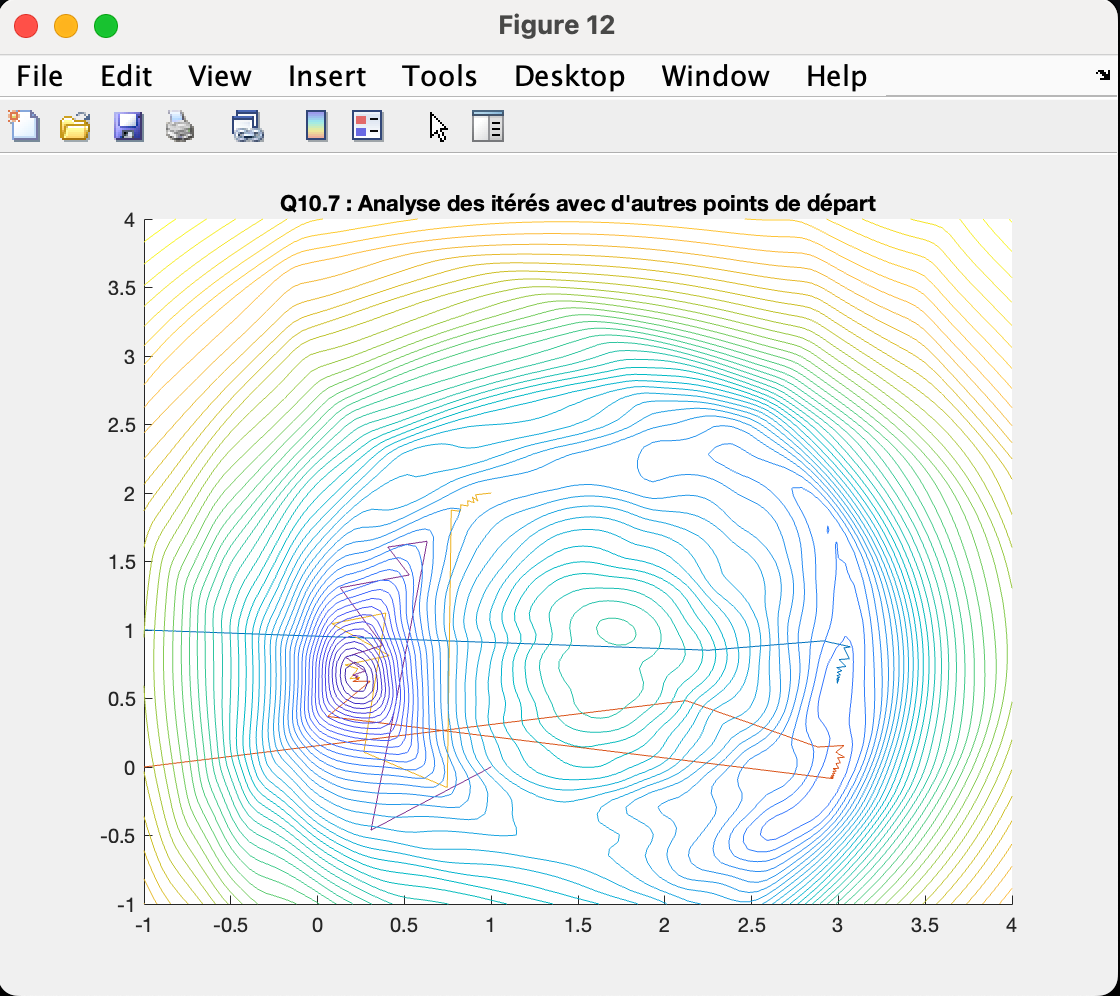 Figure 12
File Edit View Insert Tools Desktop Window Help
Q10.7 : Analyse des itérés avec d'autres points de départ
4
3.5
3
2.5
2
1.5
1
0.5
0
-0.5
-1
-1 -0.5 0 0.5 1 1.5 2 2.5 3 3.5 4